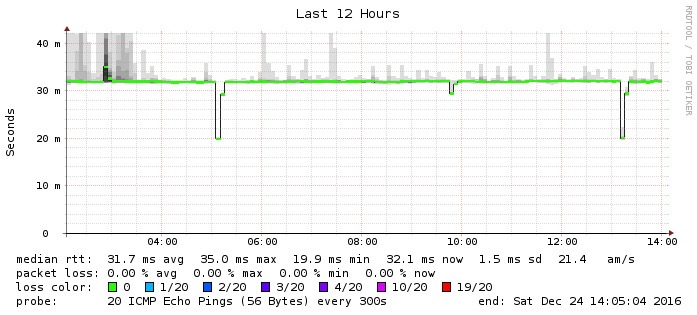 Last 12 Hours
RRDTOOL / TOBI OETIKER
Seconds
40 m
30 m
20 m
10 m
0
04:00 06:00 08:00 10:00 12:00 14:00
median rtt: 31.7 ms avg 35.0 ms max 19.9 ms min 32.1 ms now 1.5 ms sd 21.4 am/s
packet loss: 0.00 % avg 0.00 % max 0.00 % min 0.00 % now
loss color: 0 1/20 2/20 3/20 4/20 10/20 19/20
probe: 20 ICMP Echo Pings (56 Bytes) every 300s end: Sat Dec 24 14:05:04 2016